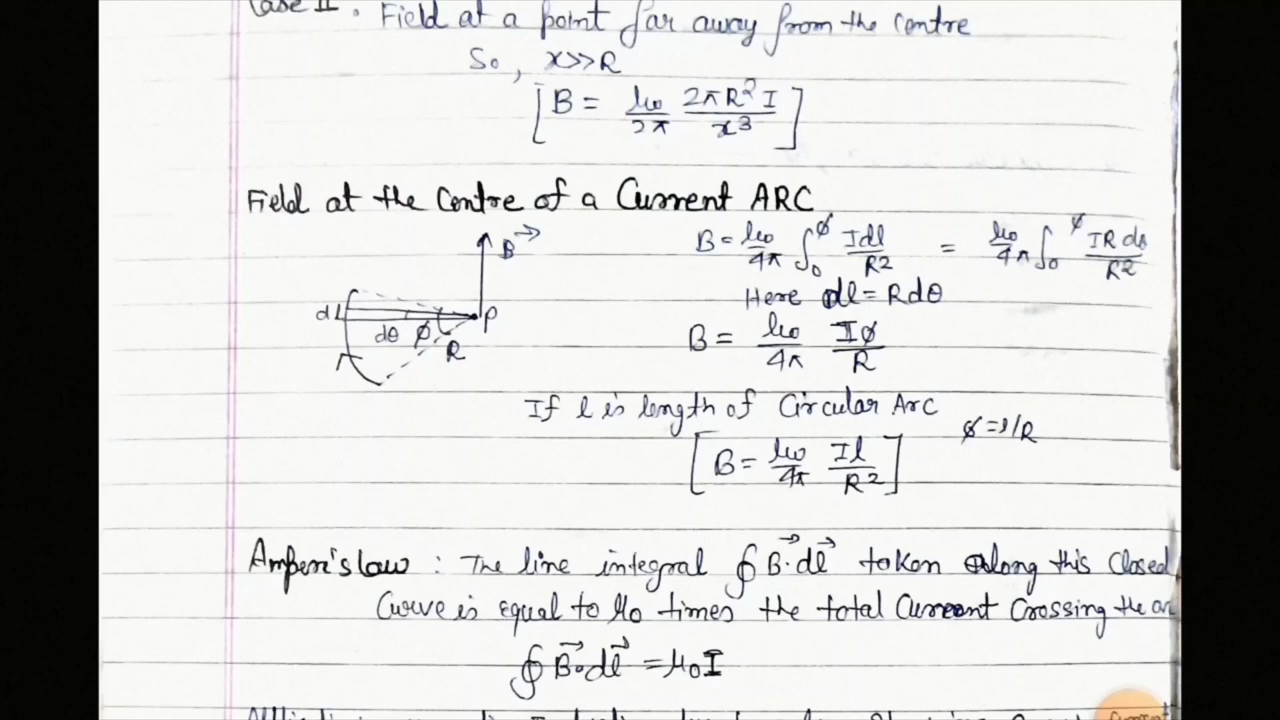 Case II. Field at a point far away from the centre
So, x>>R
[B = μ₀/2π 2πR²I/x³]
Field at the Centre of a Current ARC
B⃗
B = μ₀/4π ∫₀^ϕ Idl/R² = μ₀/4π ∫₀^ϕ IRdθ/R²
Here dl = Rdθ
dl
dθ ϕ P
R
B = μ₀/4π Iϕ/R
If l is length of Circular Arc
ϕ = l/R
[B = μ₀/4π Il/R²]
Amperi's law : The line integral ∮B⃗·dl⃗ taken along this closed
Curve is equal to μ₀ times the total Current Crossing the
∮B⃗·dl⃗ = μ₀I